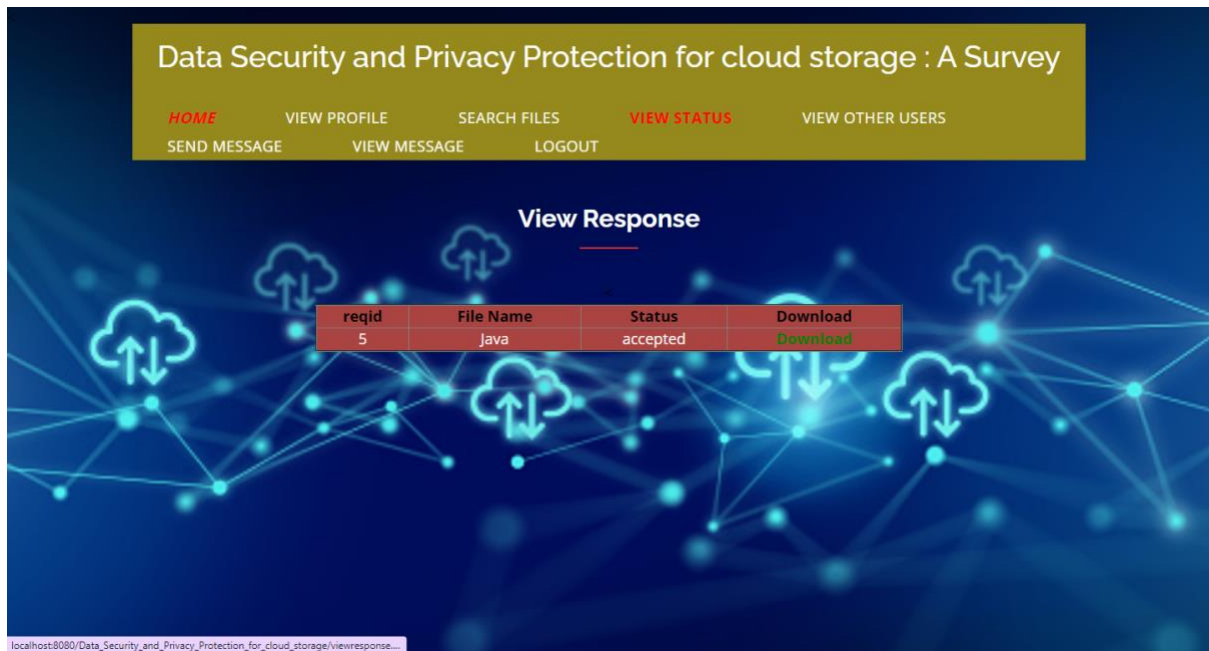 Data Security and Privacy Protection for cloud storage : A Survey
HOME VIEW PROFILE SEARCH FILES VIEW STATUS VIEW OTHER USERS
SEND MESSAGE VIEW MESSAGE LOGOUT
View Response
<
reqid File Name Status Download
5 Java accepted Download
localhost:8080/Data_Security_and_Privacy_Protection_for_cloud_storage/viewresponse....